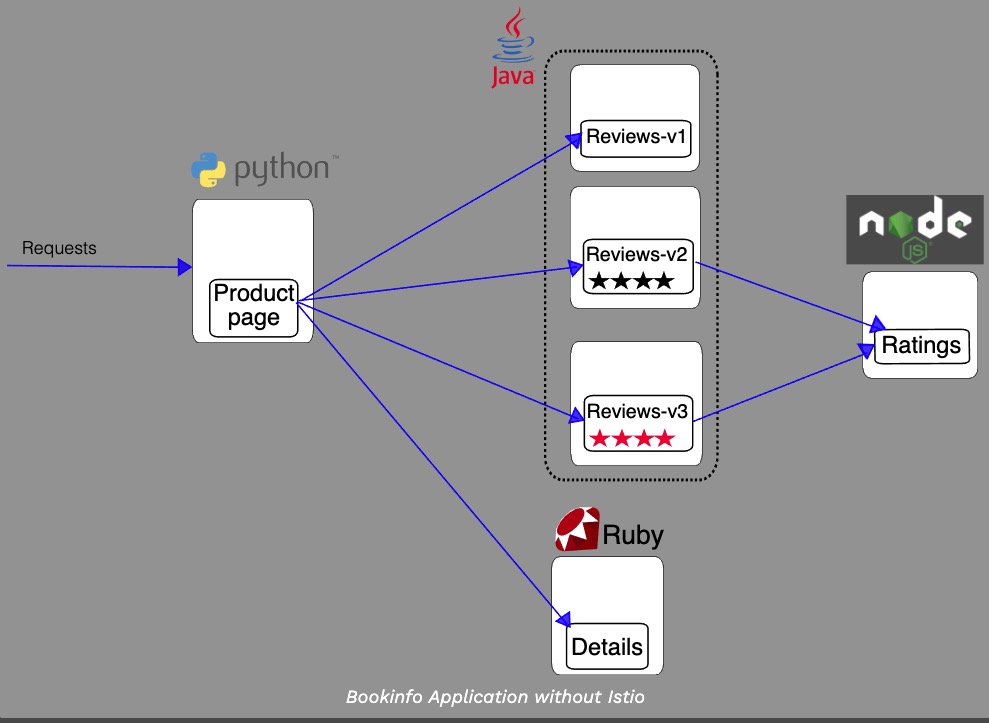 Java
Reviews-v1
python™
Requests
Product
page
Reviews-v2
★★★★
node
JS
Ratings
Reviews-v3
★★★★
Ruby
Details
Bookinfo Application without Istio